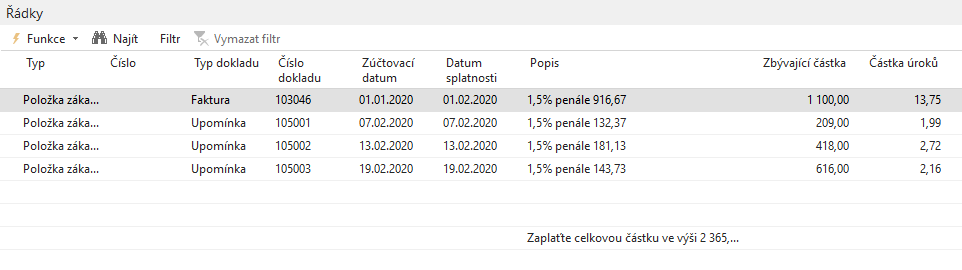 Řádky
Funkce Najít Filtr Vymazat filtr
Typ Číslo Typ dokladu Číslo dokladu Zúčtovací datum Datum splatnosti Popis Zbývající částka Částka úroků
Položka záka... Faktura 103046 01.01.2020 01.02.2020 1,5% penále 916,67 1 100,00 13,75
Položka záka... Upomínka 105001 07.02.2020 07.02.2020 1,5% penále 132,37 209,00 1,99
Položka záka... Upomínka 105002 13.02.2020 13.02.2020 1,5% penále 181,13 418,00 2,72
Položka záka... Upomínka 105003 19.02.2020 19.02.2020 1,5% penále 143,73 616,00 2,16
Zaplaťte celkovou částku ve výši 2 365,...